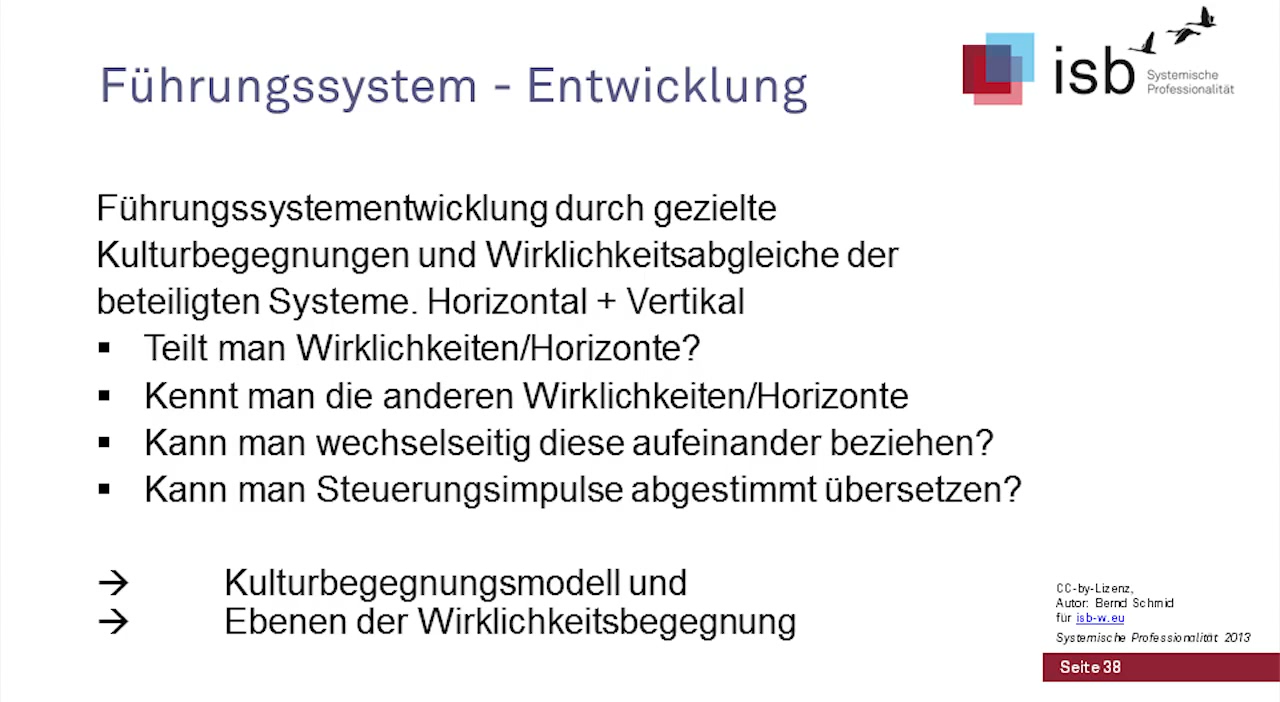 Führungssystem - Entwicklung
isb
Systemische
Professionalität
Führungssystementwicklung durch gezielte
Kulturbegegnungen und Wirklichkeitsabgleiche der
beteiligten Systeme. Horizontal + Vertikal
▪ Teilt man Wirklichkeiten/Horizonte?
▪ Kennt man die anderen Wirklichkeiten/Horizonte
▪ Kann man wechselseitig diese aufeinander beziehen?
▪ Kann man Steuerungsimpulse abgestimmt übersetzen?
→ Kulturbegegnungsmodell und
→ Ebenen der Wirklichkeitsbegegnung
CC-by-Lizenz,
Autor: Bernd Schmid
für isb-w.eu
Systemische Professionalität 2013
Seite 38